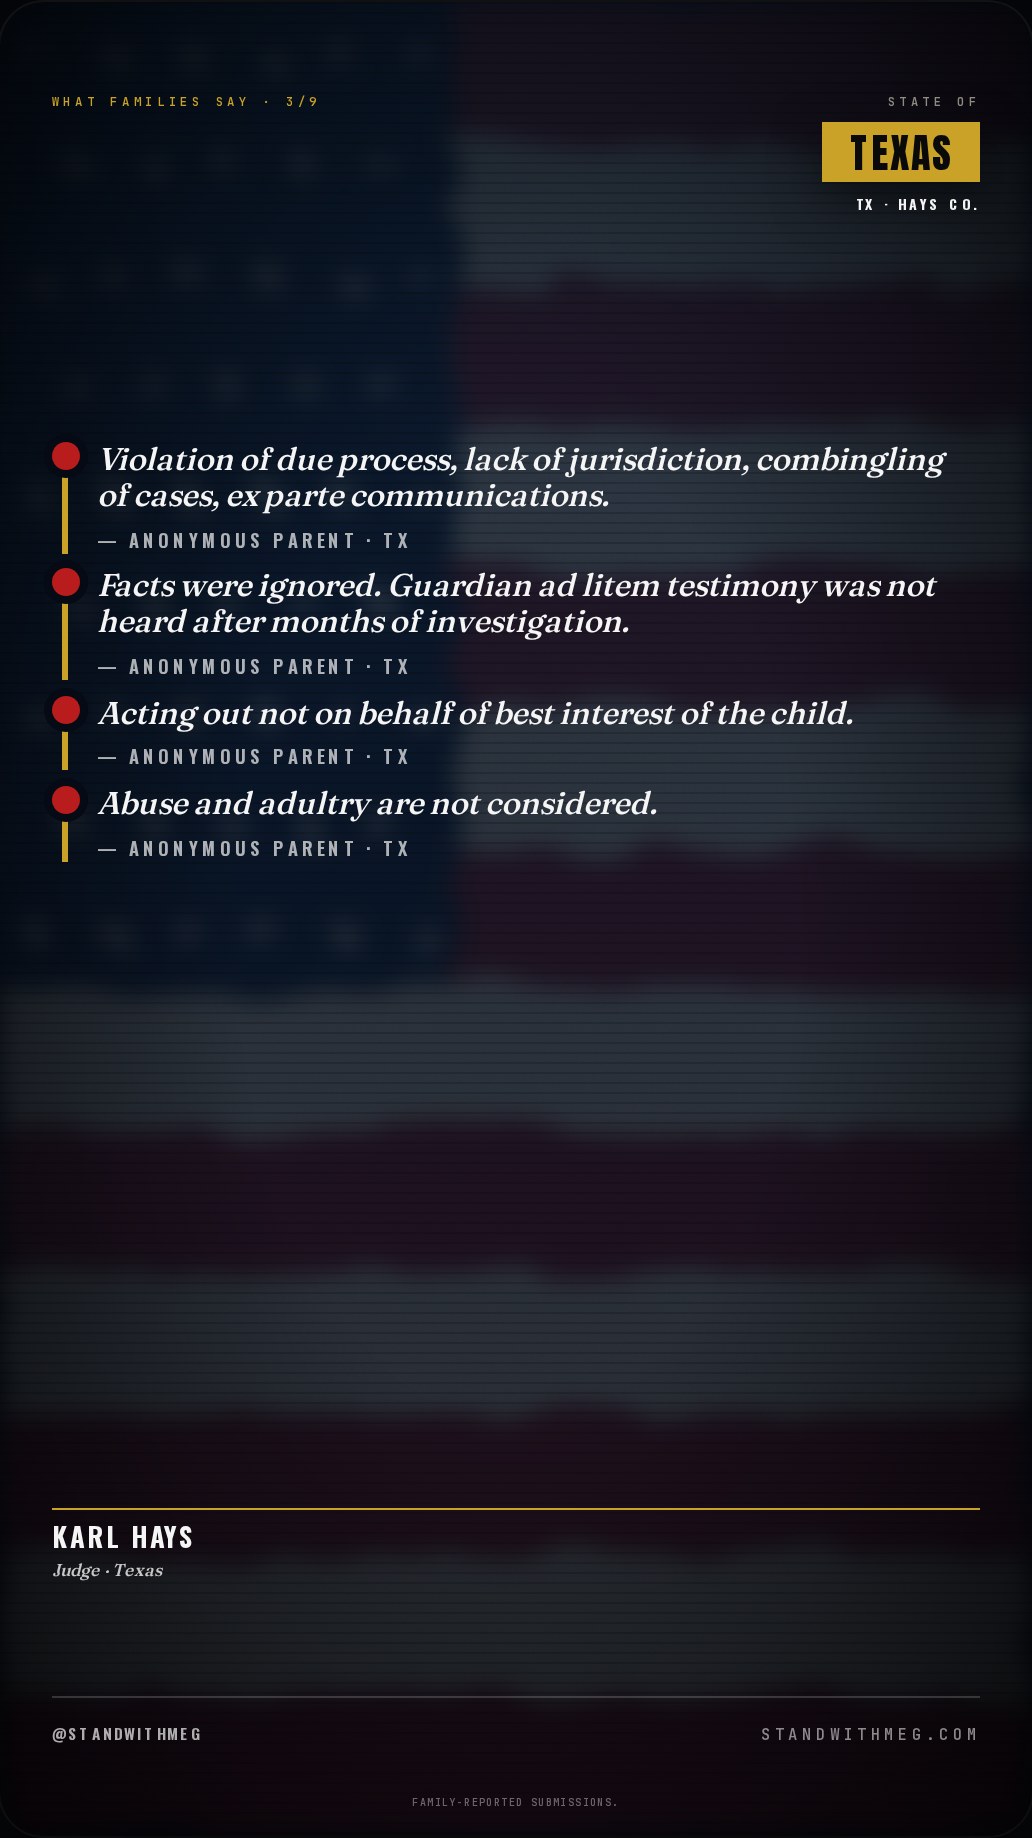 WHAT FAMILIES SAY · 3/9
STATE OF
TEXAS
TX · HAYS CO.
Violation of due process, lack of jurisdiction, combingling
of cases, ex parte communications.
— ANONYMOUS PARENT · TX
Facts were ignored. Guardian ad litem testimony was not
heard after months of investigation.
— ANONYMOUS PARENT · TX
Acting out not on behalf of best interest of the child.
— ANONYMOUS PARENT · TX
Abuse and adultry are not considered.
— ANONYMOUS PARENT · TX
KARL HAYS
Judge · Texas
@STANDWITHMEG
STANDWITHMEG.COM
FAMILY-REPORTED SUBMISSIONS.